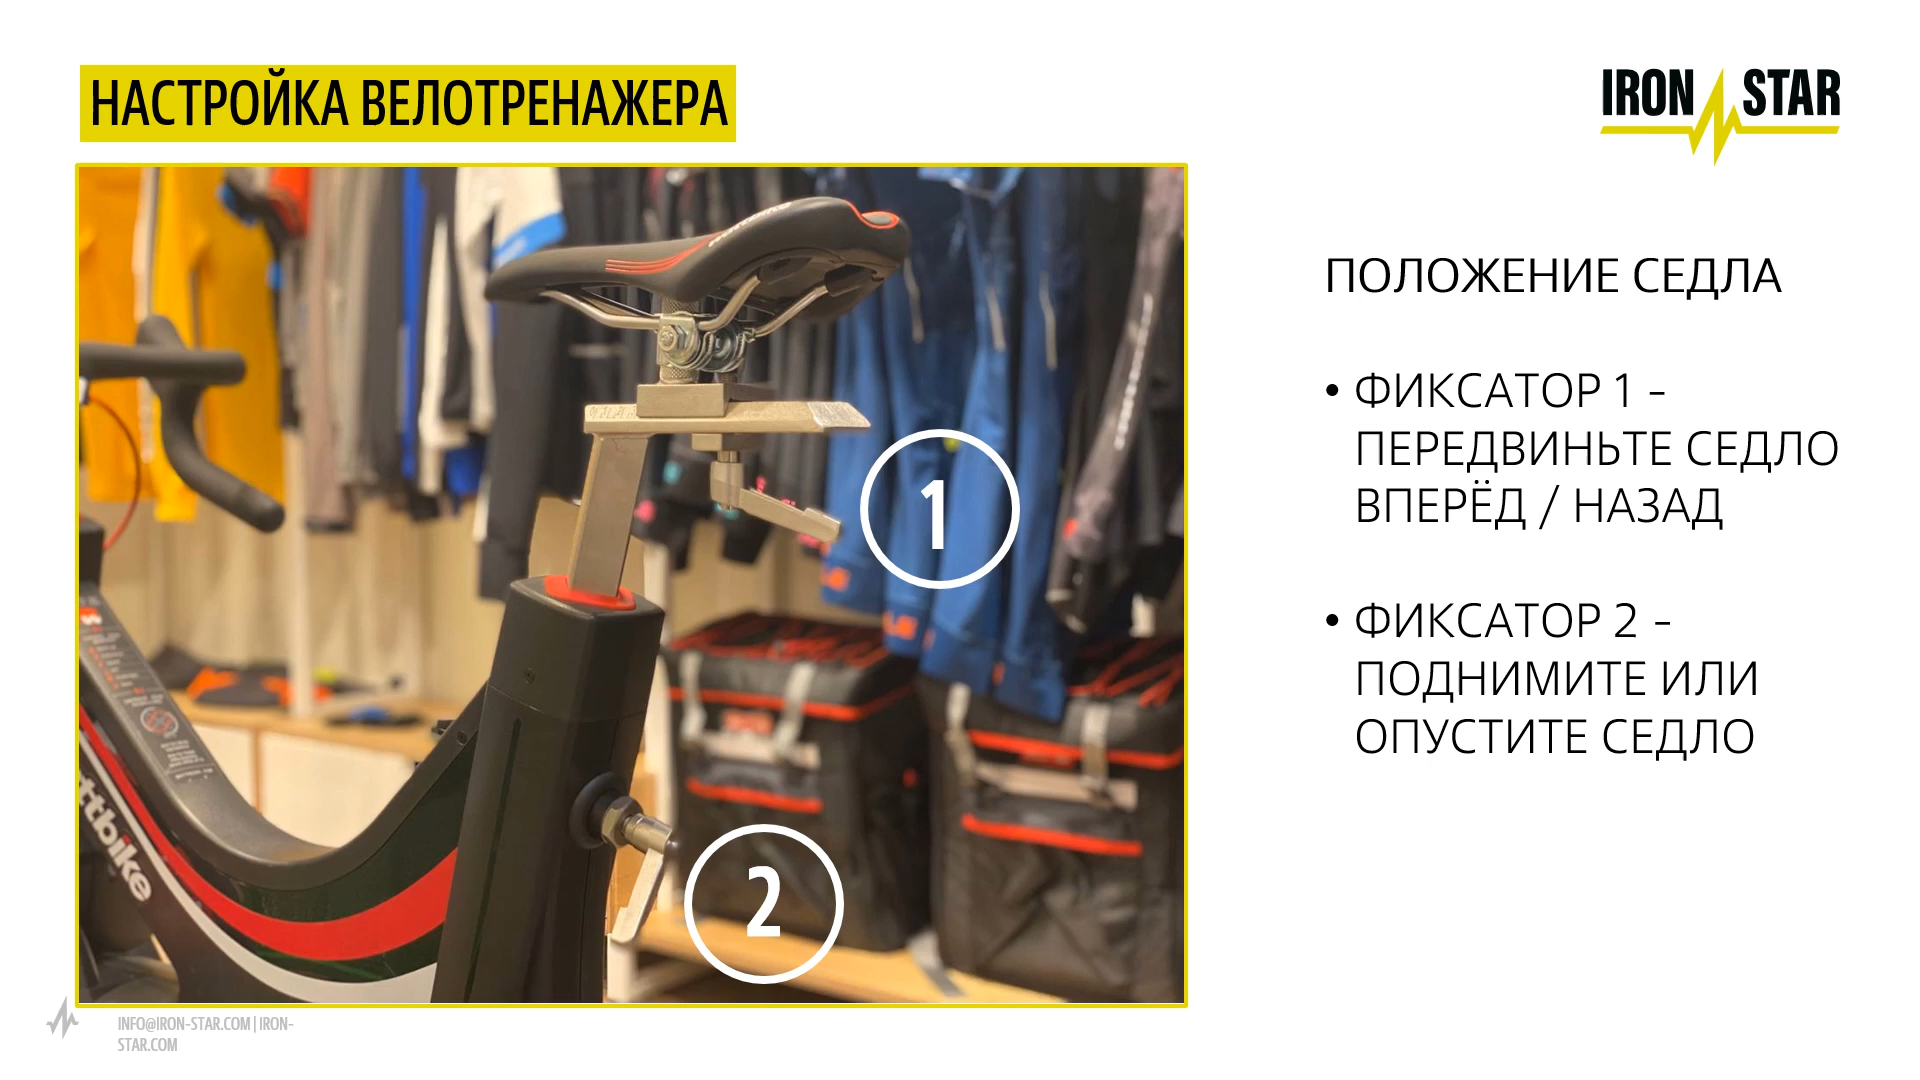 НАСТРОЙКА ВЕЛОТРЕНАЖЕРА
IRON STAR
ПОЛОЖЕНИЕ СЕДЛА
• ФИКСАТОР 1 –
ПЕРЕДВИНЬТЕ СЕДЛО
ВПЕРЁД / НАЗАД
• ФИКСАТОР 2 –
ПОДНИМИТЕ ИЛИ
ОПУСТИТЕ СЕДЛО
1
2
ttbike
INFO@IRON-STAR.COM | IRON-
STAR.COM